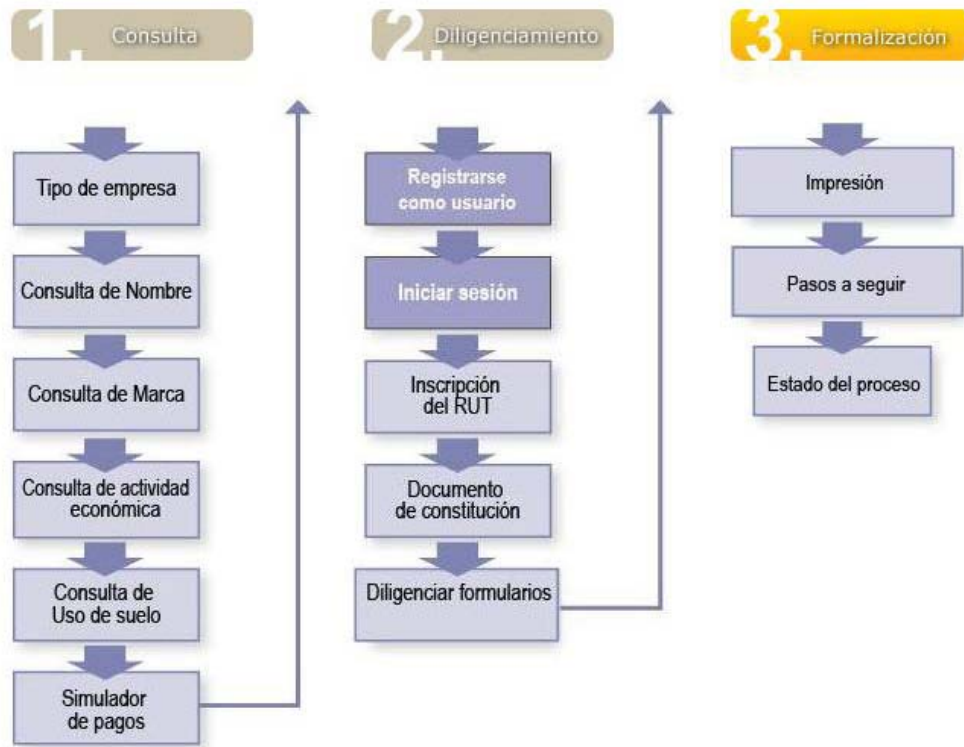 1. Consulta
Tipo de empresa
Consulta de Nombre
Consulta de Marca
Consulta de actividad
económica
Consulta de
Uso de suelo
Simulador
de pagos
2. Diligenciamiento
Registrarse
como usuario
Iniciar sesión
Inscripción
del RUT
Documento
de constitución
Diligenciar formularios
3. Formalización
Impresión
Pasos a seguir
Estado del proceso